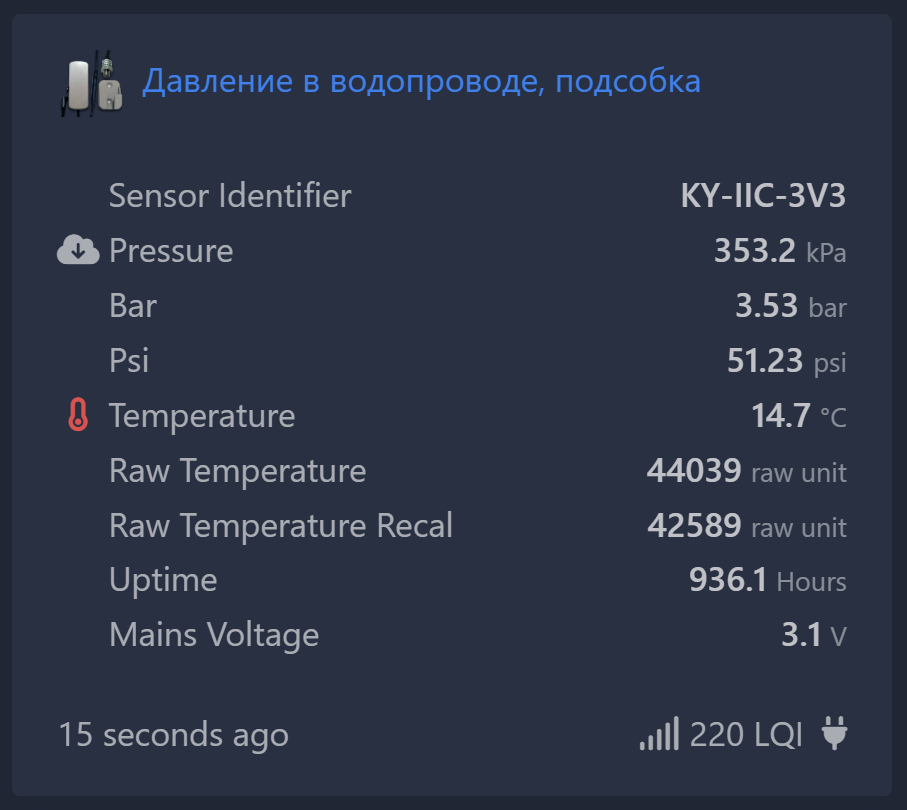 Давление в водопроводе, подсобка
Sensor Identifier KY-IIC-3V3
Pressure 353.2 kPa
Bar 3.53 bar
Psi 51.23 psi
Temperature 14.7 °C
Raw Temperature 44039 raw unit
Raw Temperature Recal 42589 raw unit
Uptime 936.1 Hours
Mains Voltage 3.1 V
15 seconds ago 220 LQI